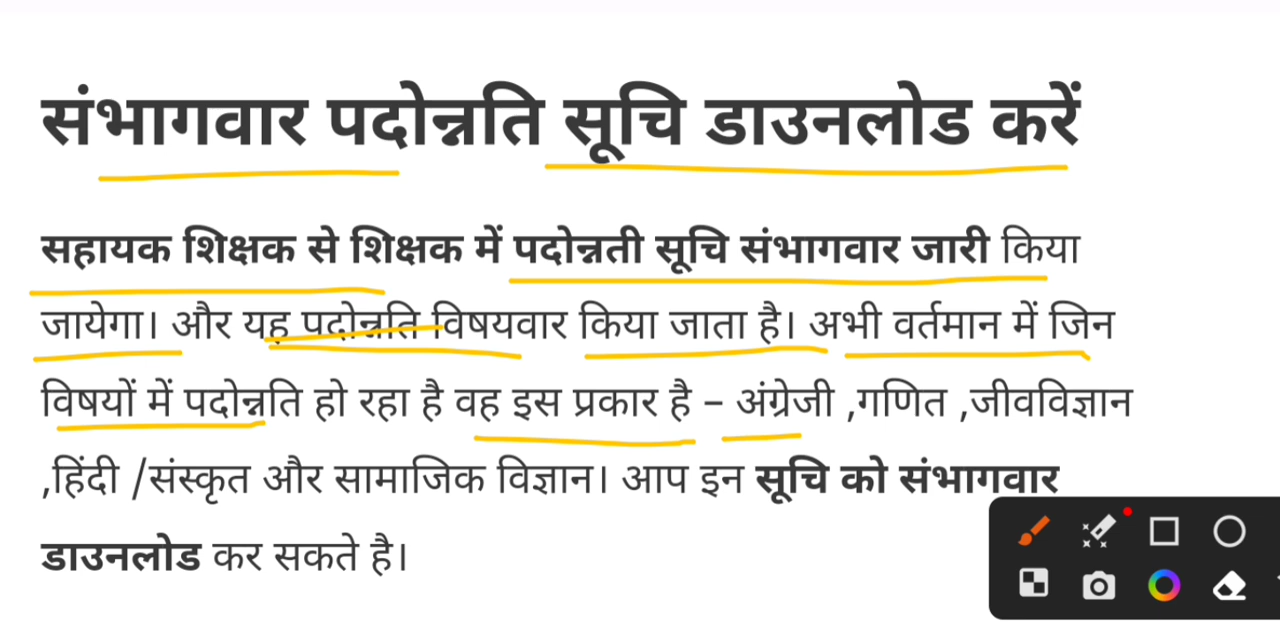 संभागवार पदोन्नति सूचि डाउनलोड करें
सहायक शिक्षक से शिक्षक में पदोन्नती सूचि संभागवार जारी किया
जायेगा। और यह पदोन्नति विषयवार किया जाता है। अभी वर्तमान में जिन
विषयों में पदोन्नति हो रहा है वह इस प्रकार है – अंग्रेजी ,गणित ,जीवविज्ञान
,हिंदी /संस्कृत और सामाजिक विज्ञान। आप इन सूचि को संभागवार
डाउनलोड कर सकते है।